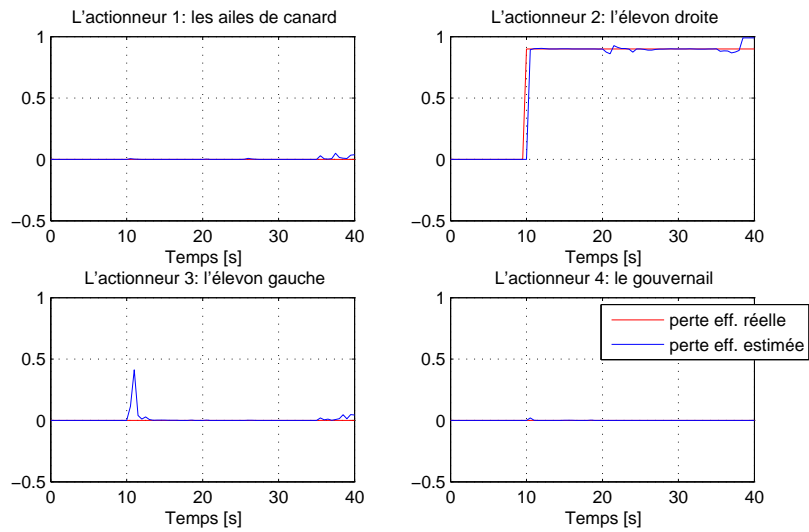 L'actionneur 1: les ailes de canard
1
0.5
0
−0.5
0 10 20 30 40
Temps [s]
L'actionneur 2: l'élevon droite
1
0.5
0
−0.5
0 10 20 30 40
Temps [s]
L'actionneur 3: l'élevon gauche
1
0.5
0
−0.5
0 10 20 30 40
Temps [s]
L'actionneur 4: le gouvernail
1
0.5
0
−0.5
0 10 20 30 40
Temps [s]
perte eff. réelle
perte eff. estimée